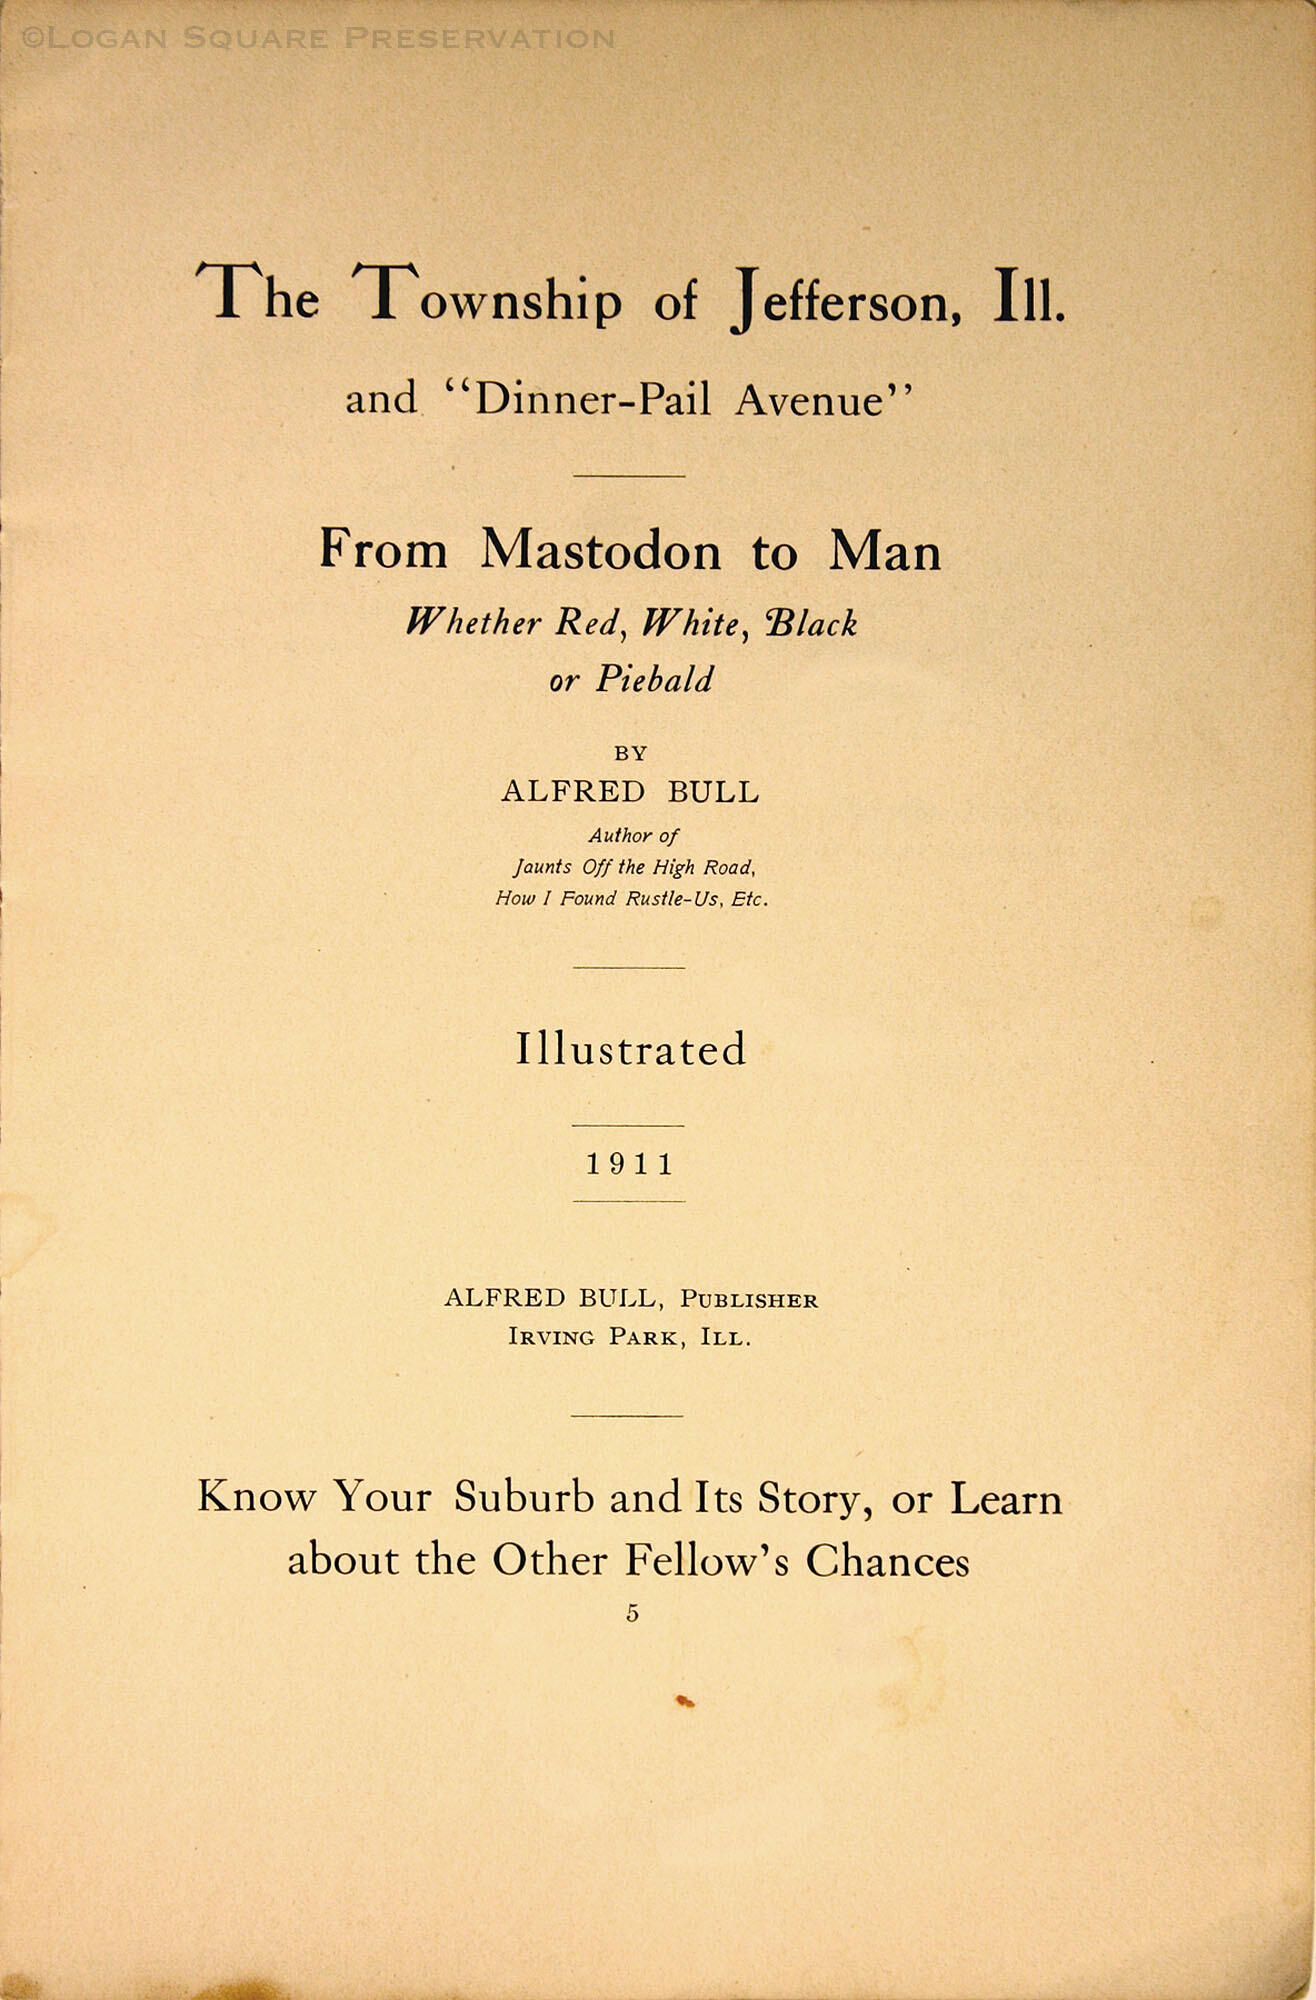 ©Logan Square Preservation
The Township of Jefferson, Ill.
and “Dinner-Pail Avenue”
From Mastodon to Man
Whether Red, White, Black
or Piebald
BY
ALFRED BULL
Author of
Jaunts Off the High Road,
How I Found Rustle-Us, Etc.
Illustrated
1911
ALFRED BULL, Publisher
Irving Park, Ill.
Know Your Suburb and Its Story, or Learn
about the Other Fellow’s Chances
5